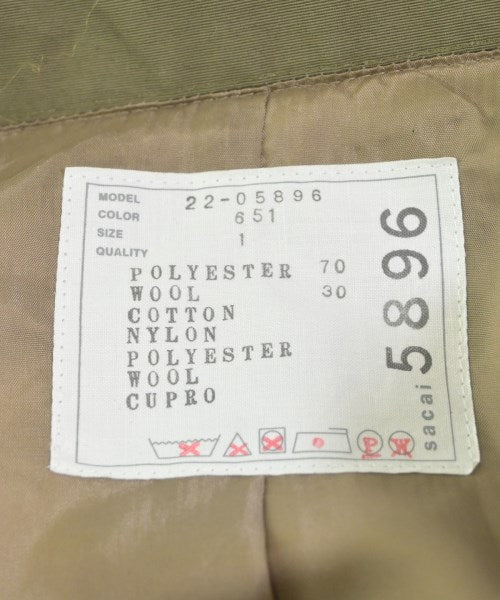 MODEL 22-05896
COLOR 651
SIZE 1
QUALITY
POLYESTER 70
WOOL 30
COTTON
NYLON
POLYESTER
WOOL
CUPRO
P W
sacai 5896